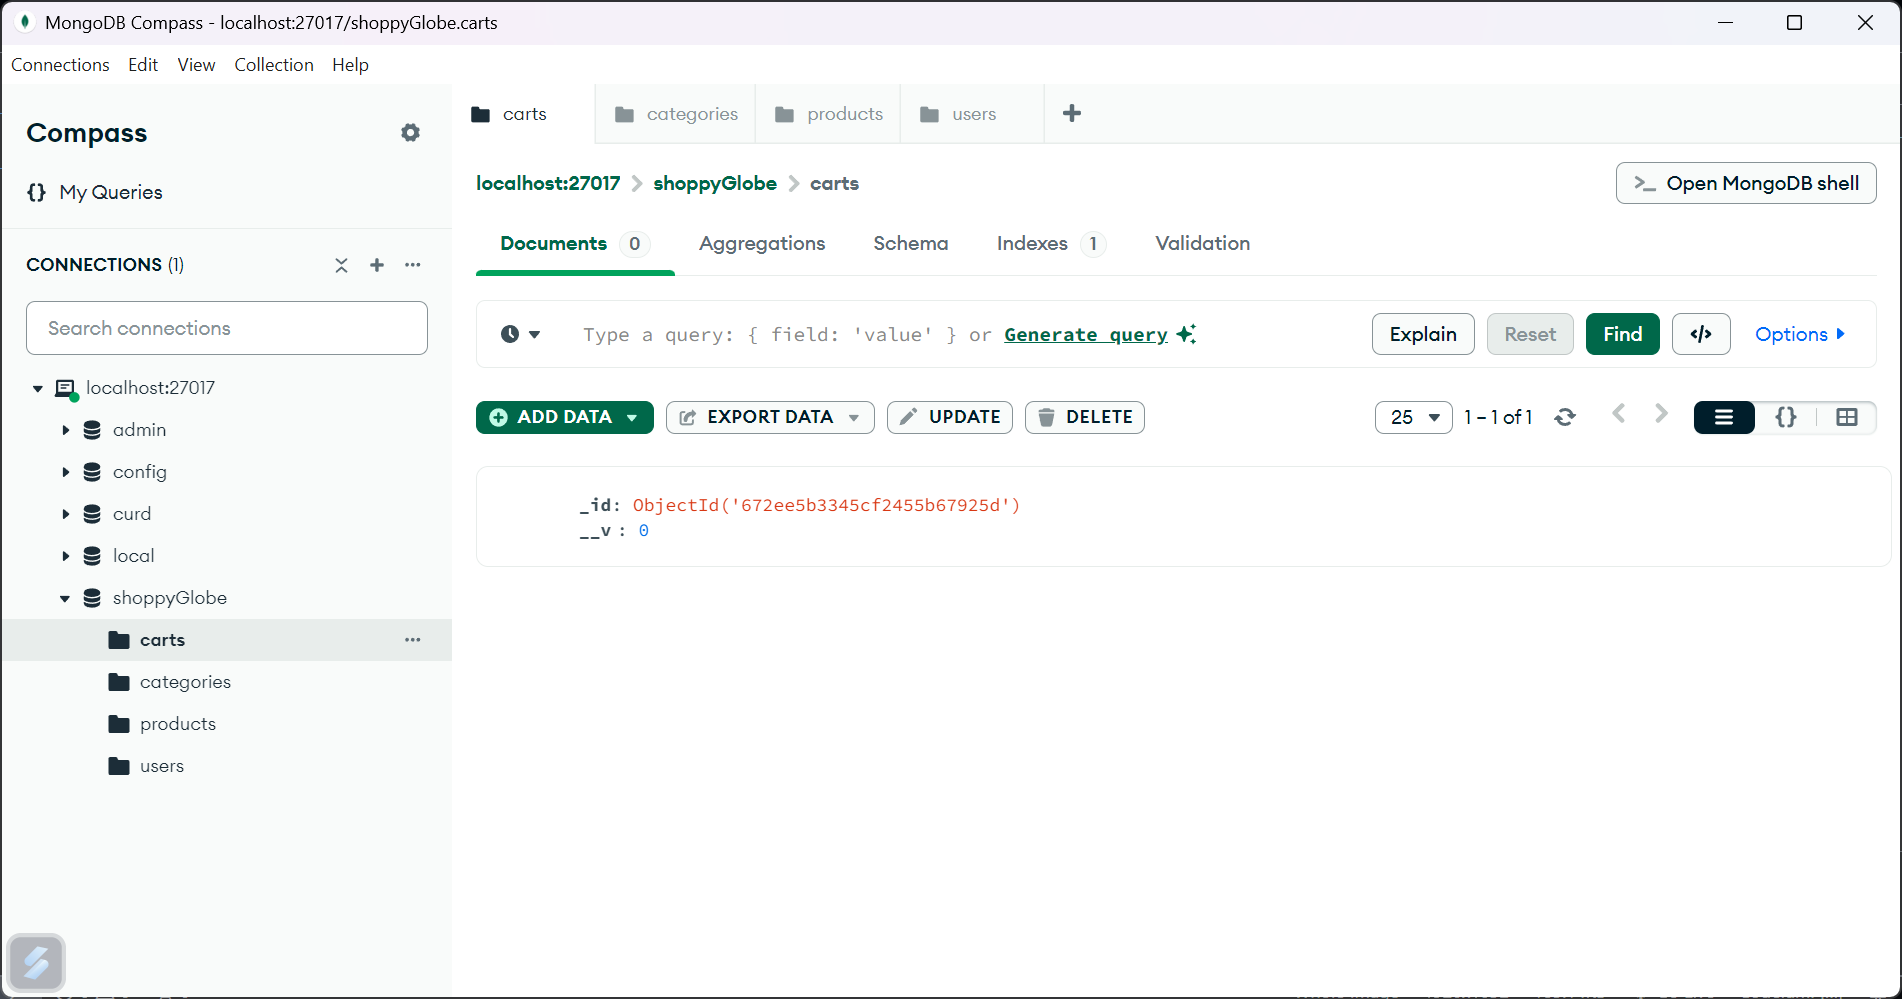 MongoDB Compass - localhost:27017/shoppyGlobe.carts
Connections Edit View Collection Help
Compass
{} My Queries
CONNECTIONS (1)
Search connections
localhost:27017
admin
config
curd
local
shoppyGlobe
carts
categories
products
users
carts categories products users
localhost:27017 > shoppyGlobe > carts
>_ Open MongoDB shell
Documents 0 Aggregations Schema Indexes 1 Validation
Type a query: { field: 'value' } or Generate query
Explain Reset Find </> Options
ADD DATA EXPORT DATA UPDATE DELETE
25 1 – 1 of 1 {}
_id: ObjectId('672ee5b3345cf2455b67925d')
__v : 0